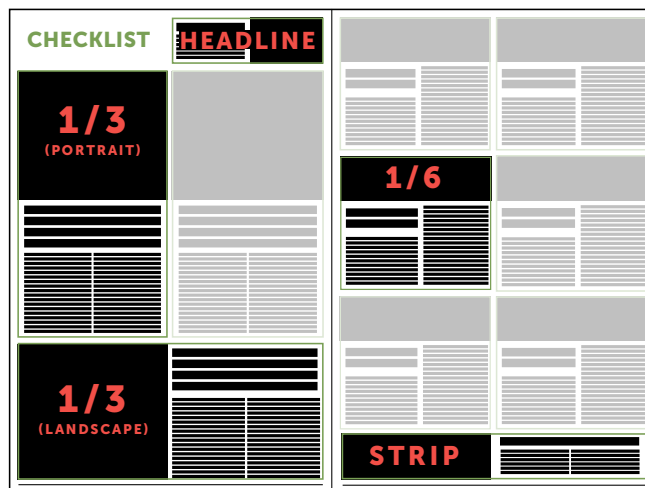 CHECKLIST
HEADLINE
1/3
(PORTRAIT)
1/3
(LANDSCAPE)
1/6
STRIP